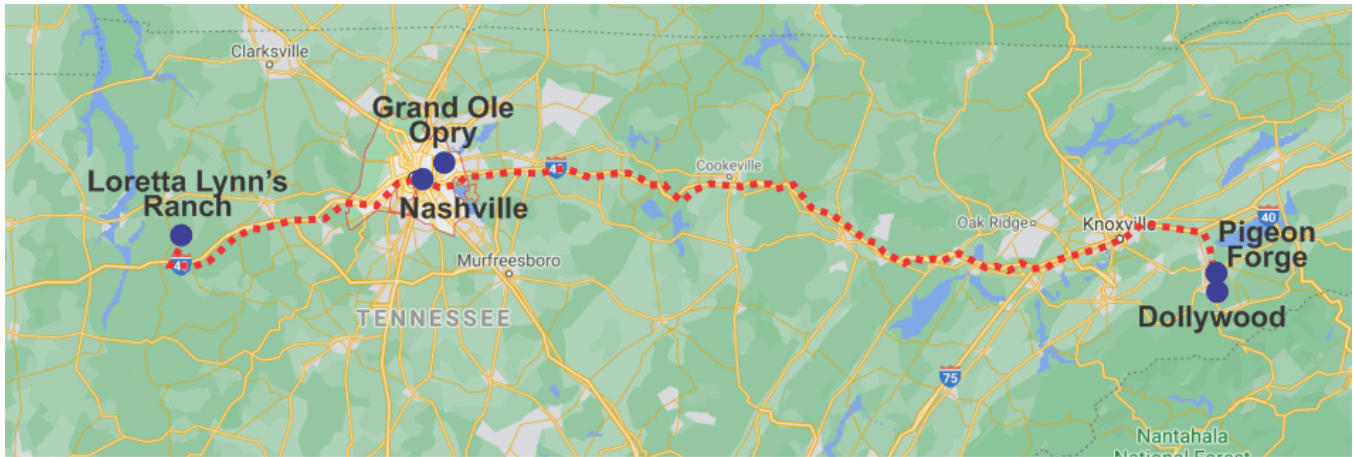 Clarksville
Grand Ole
Opry
Loretta Lynn's
Ranch
Nashville
Cookeville
Murfreesboro
TENNESSEE
Oak Ridge
Knoxville
40
Pigeon
Forge
Dollywood
75
Nantahala